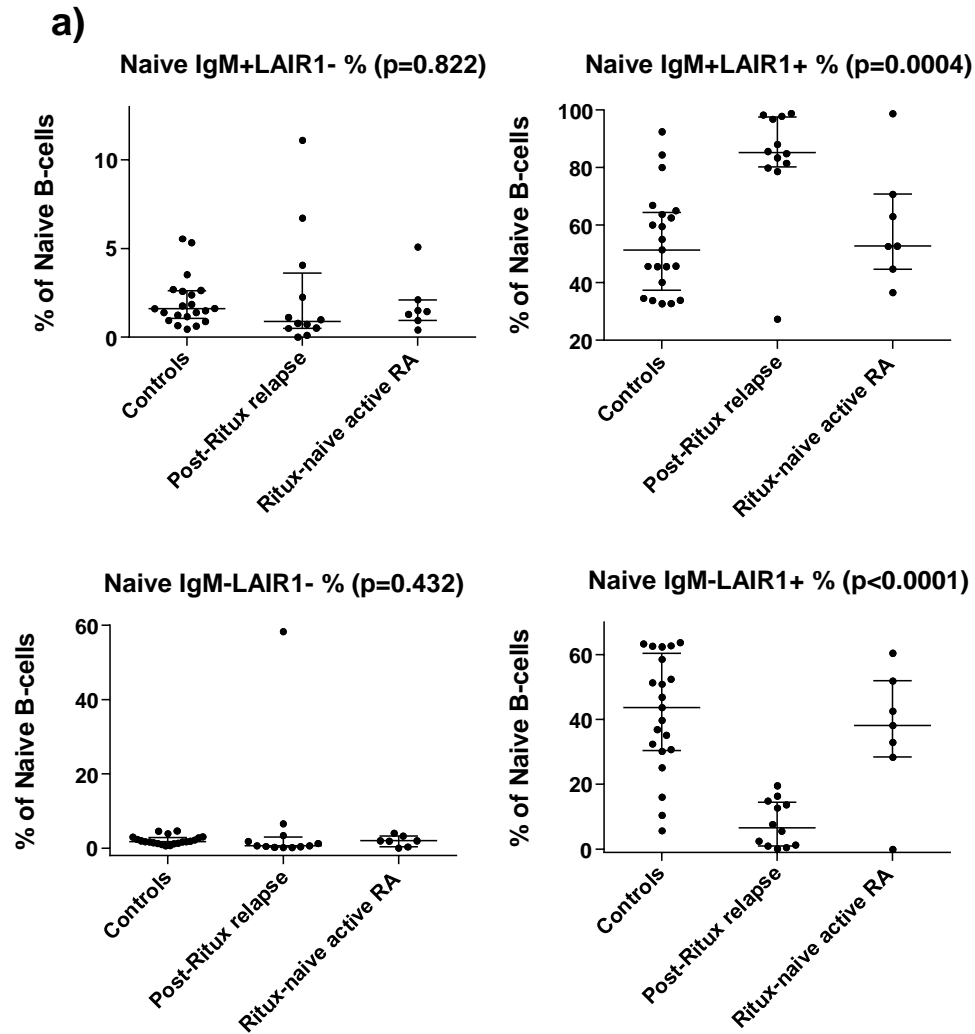 a)
Naive IgM+LAIR1- % (p=0.822)
% of Naive B-cells
10
5
0
Controls
Post-Ritux relapse
Ritux-naive active RA
Naive IgM+LAIR1+ % (p=0.0004)
% of Naive B-cells
100
80
60
40
20
Controls
Post-Ritux relapse
Ritux-naive active RA
Naive IgM-LAIR1- % (p=0.432)
% of Naive B-cells
60
40
20
0
Controls
Post-Ritux relapse
Ritux-naive active RA
Naive IgM-LAIR1+ % (p<0.0001)
% of Naive B-cells
60
40
20
0
Controls
Post-Ritux relapse
Ritux-naive active RA